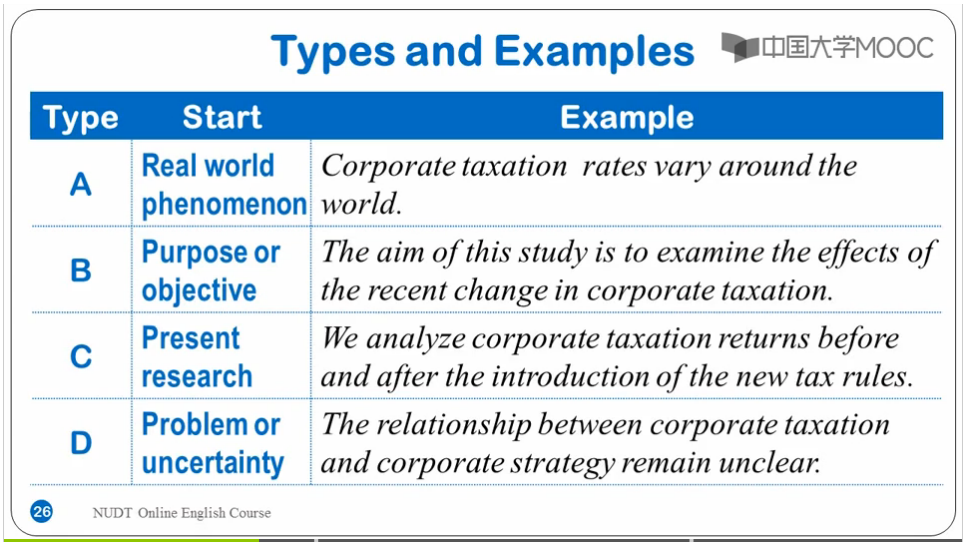 Types and Examples
中国大学MOOC
Type Start Example
A
Real world
phenomenon
Corporate taxation rates vary around the
world.
B
Purpose or
objective
The aim of this study is to examine the effects of
the recent change in corporate taxation.
C
Present
research
We analyze corporate taxation returns before
and after the introduction of the new tax rules.
D
Problem or
uncertainty
The relationship between corporate taxation
and corporate strategy remain unclear.
26
NUDT Online English Course